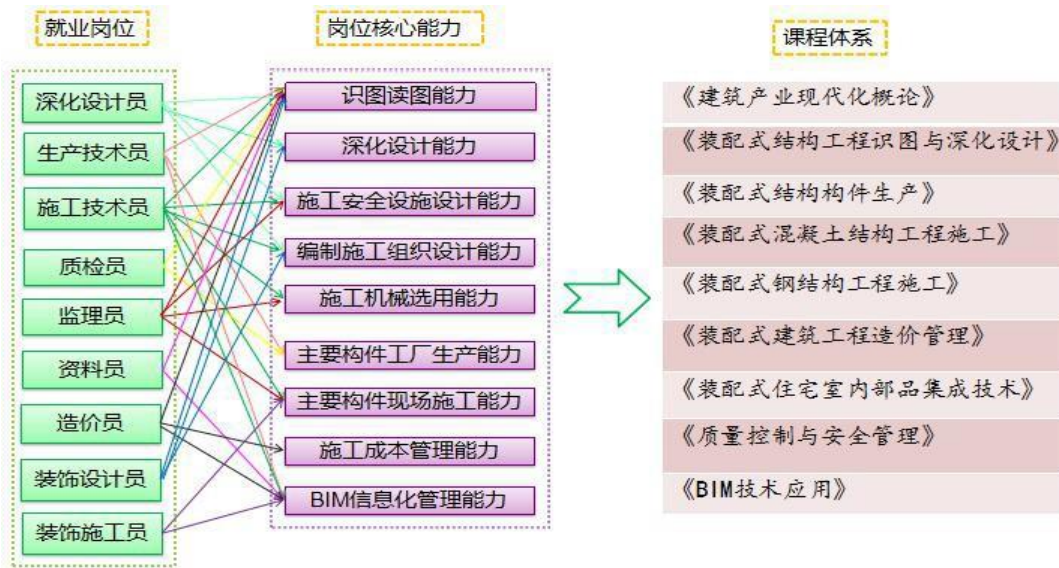 就业岗位
岗位核心能力
课程体系
深化设计员
生产技术员
施工技术员
质检员
监理员
资料员
造价员
装饰设计员
装饰施工员
识图读图能力
深化设计能力
施工安全设施设计能力
编制施工组织设计能力
施工机械选用能力
主要构件工厂生产能力
主要构件现场施工能力
施工成本管理能力
BIM信息化管理能力
《建筑产业现代化概论》
《装配式结构工程识图与深化设计》
《装配式结构构件生产》
《装配式混凝土结构工程施工》
《装配式钢结构工程施工》
《装配式建筑工程造价管理》
《装配式住宅室内部品集成技术》
《质量控制与安全管理》
《BIM技术应用》